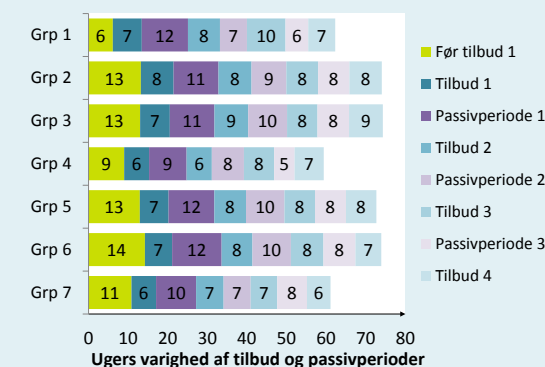 Grp 1 6 7 12 8 7 10 6 7
Grp 2 13 8 11 8 9 8 8 8
Grp 3 13 7 11 9 10 8 8 9
Grp 4 9 6 9 6 8 8 5 7
Grp 5 13 7 12 8 10 8 8 8
Grp 6 14 7 12 8 10 8 8 7
Grp 7 11 6 10 7 7 7 8 6
0 10 20 30 40 50 60 70 80
Ugers varighed af tilbud og passivperioder
Før tilbud 1
Tilbud 1
Passivperiode 1
Tilbud 2
Passivperiode 2
Tilbud 3
Passivperiode 3
Tilbud 4